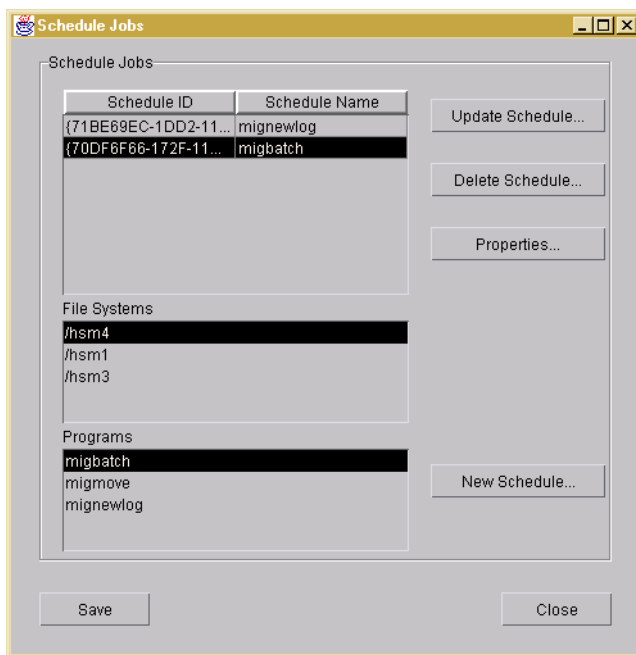 Schedule Jobs
Schedule Jobs
Schedule ID Schedule Name
{71BE69EC-1DD2-11... mignewlog
{70DF6F66-172F-11... migbatch
Update Schedule...
Delete Schedule...
Properties...
File Systems
/hsm4
/hsm1
/hsm3
Programs
migbatch
migmove
mignewlog
New Schedule...
Save
Close